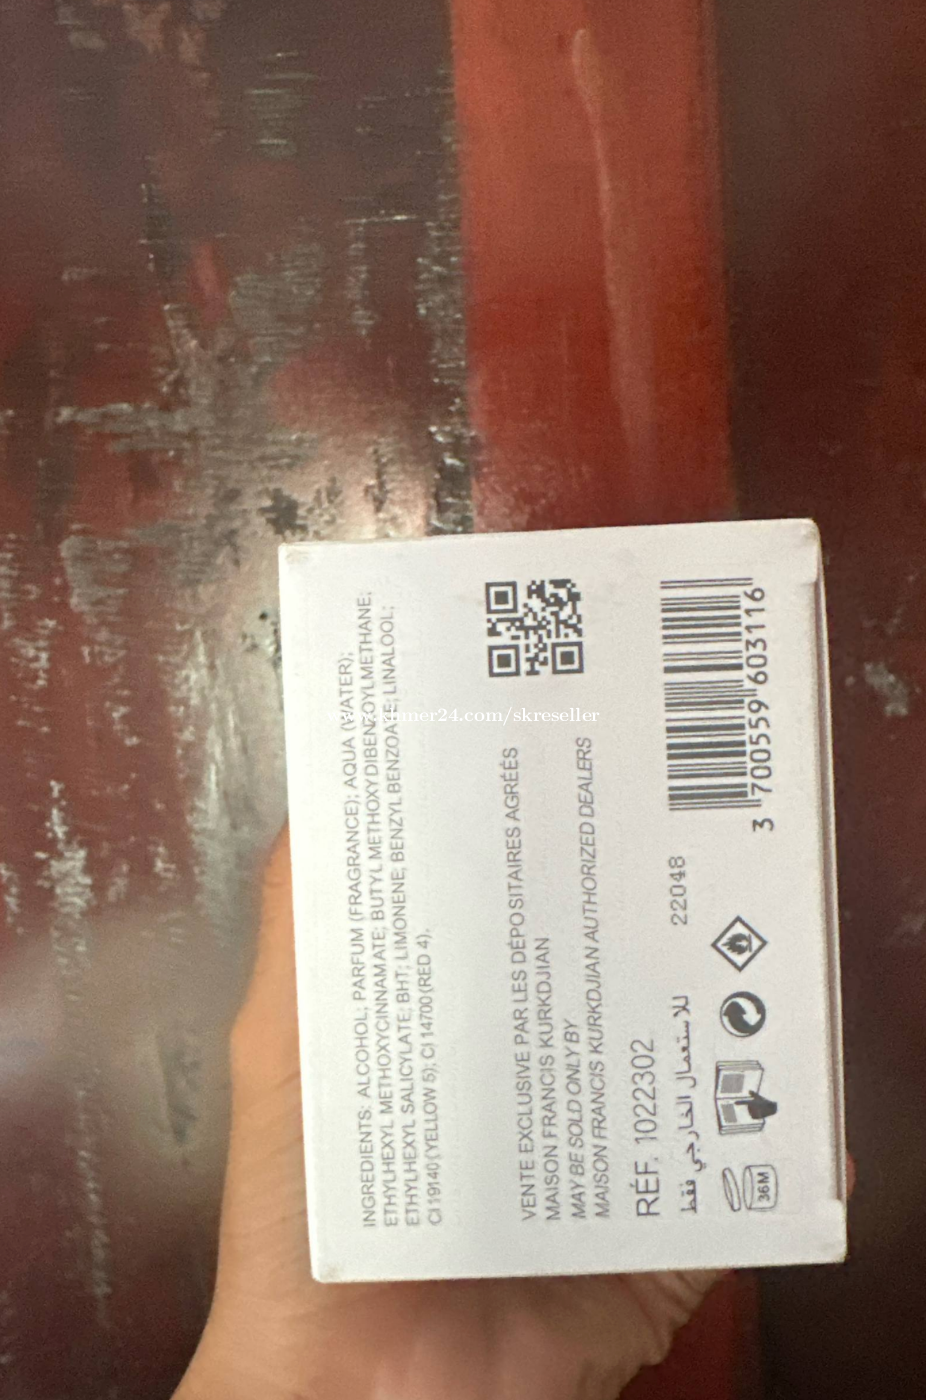 INGREDIENTS: ALCOHOL; PARFUM (FRAGRANCE); AQUA (WATER);
ETHYLHEXYL METHOXYCINNAMATE; BUTYL METHOXYDIBENZOYLMETHANE;
ETHYLHEXYL SALICYLATE; BHT; LIMONENE; BENZYL BENZOATE; LINALOOL;
CI 19140 (YELLOW 5); CI 14700 (RED 4).
VENTE EXCLUSIVE PAR LES DÉPOSITAIRES AGRÉÉS
MAISON FRANCIS KURKDJIAN
MAY BE SOLD ONLY BY
MAISON FRANCIS KURKDJIAN AUTHORIZED DEALERS
RÉF. 1022302
22048
للاستعمال الخارجي فقط
36M
3 700559 603116
www.khmer24.com/skreseller